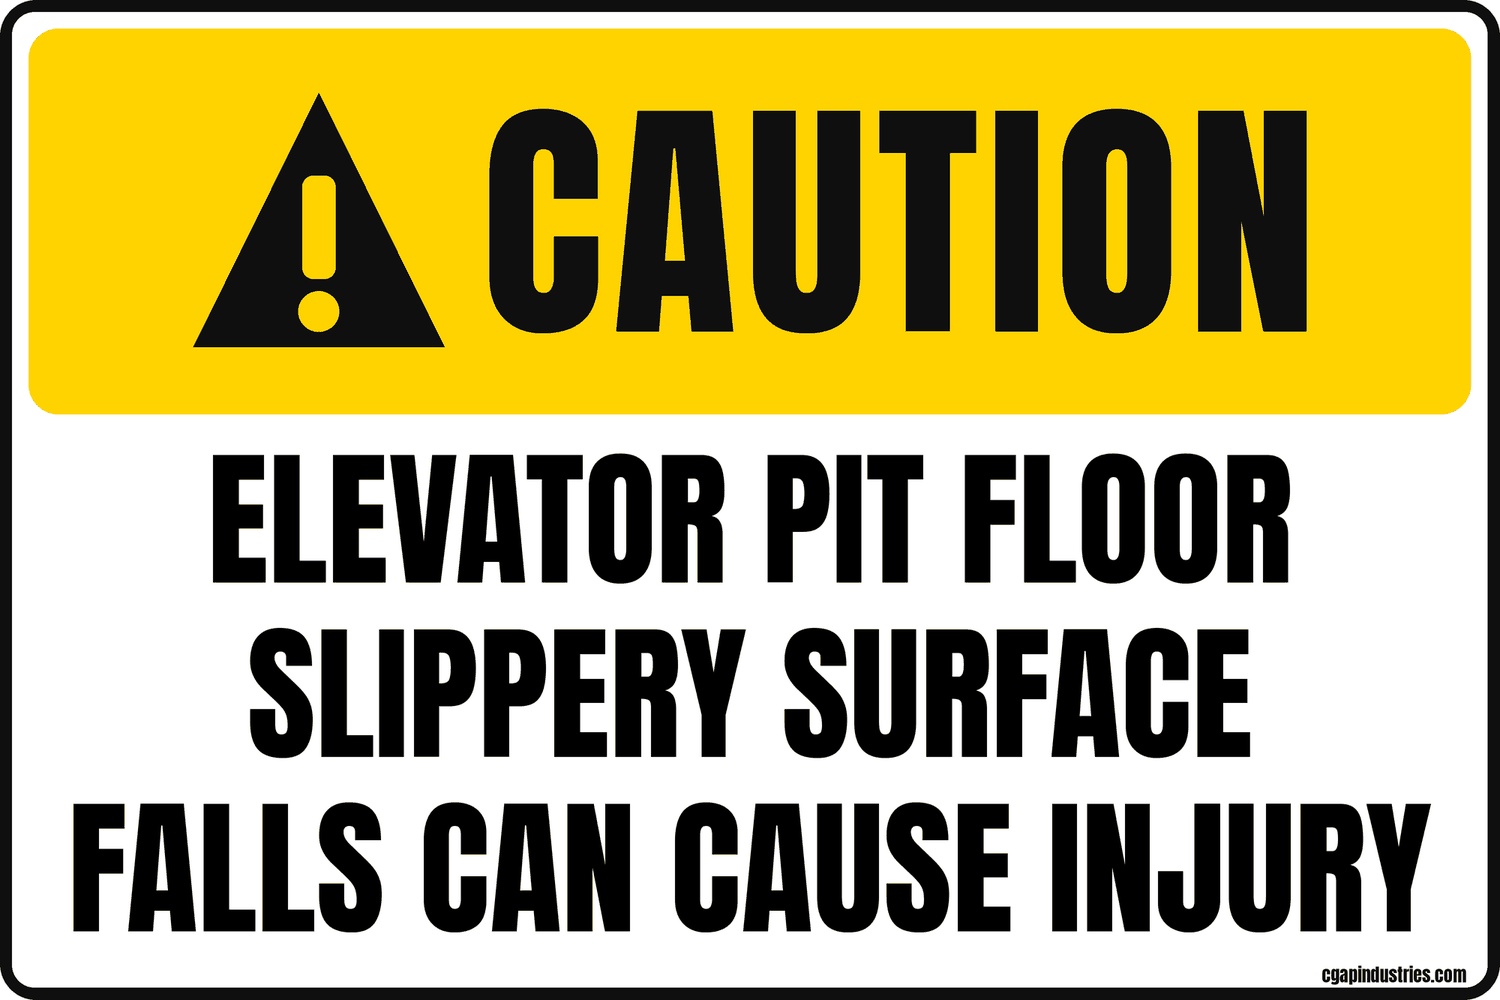 CAUTION
ELEVATOR PIT FLOOR
SLIPPERY SURFACE
FALLS CAN CAUSE INJURY
cgapindustries.com